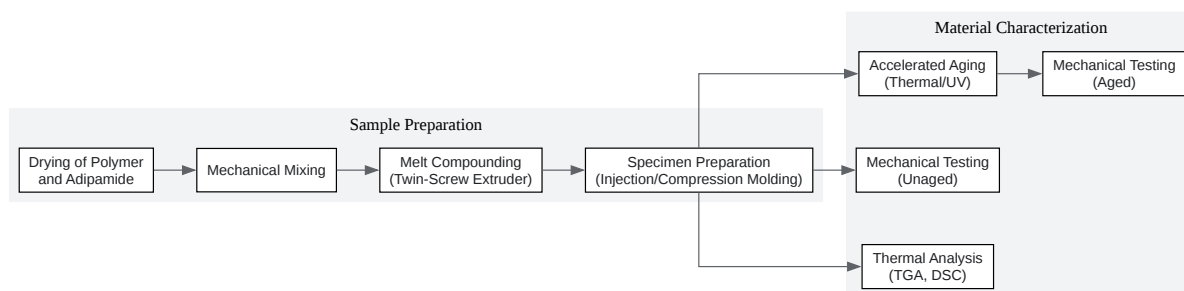 Material Characterization
Accelerated Aging
(Thermal/UV)
Mechanical Testing
(Aged)
Sample Preparation
Drying of Polymer
and Adipamide
Mechanical Mixing
Melt Compounding
(Twin-Screw Extruder)
Specimen Preparation
(Injection/Compression Molding)
Mechanical Testing
(Unaged)
Thermal Analysis
(TGA, DSC)